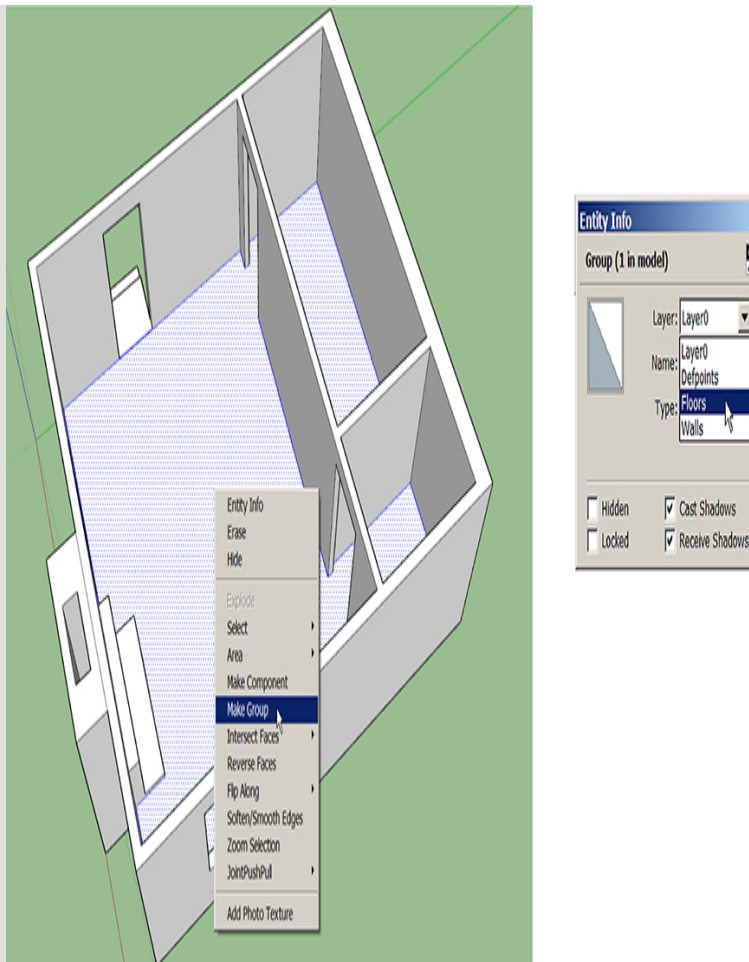 Entity Info
Erase
Hide
Explode
Select
Area
Make Component
Make Group
Intersect Faces
Reverse Faces
Flip Along
Soften/Smooth Edges
Zoom Selection
JointPushPull
Add Photo Texture
Entity Info
Group (1 in model)
Layer: Layer0
Layer0
Name:
Defpoints
Type: Floors
Walls
Hidden
Cast Shadows
Locked
Receive Shadows